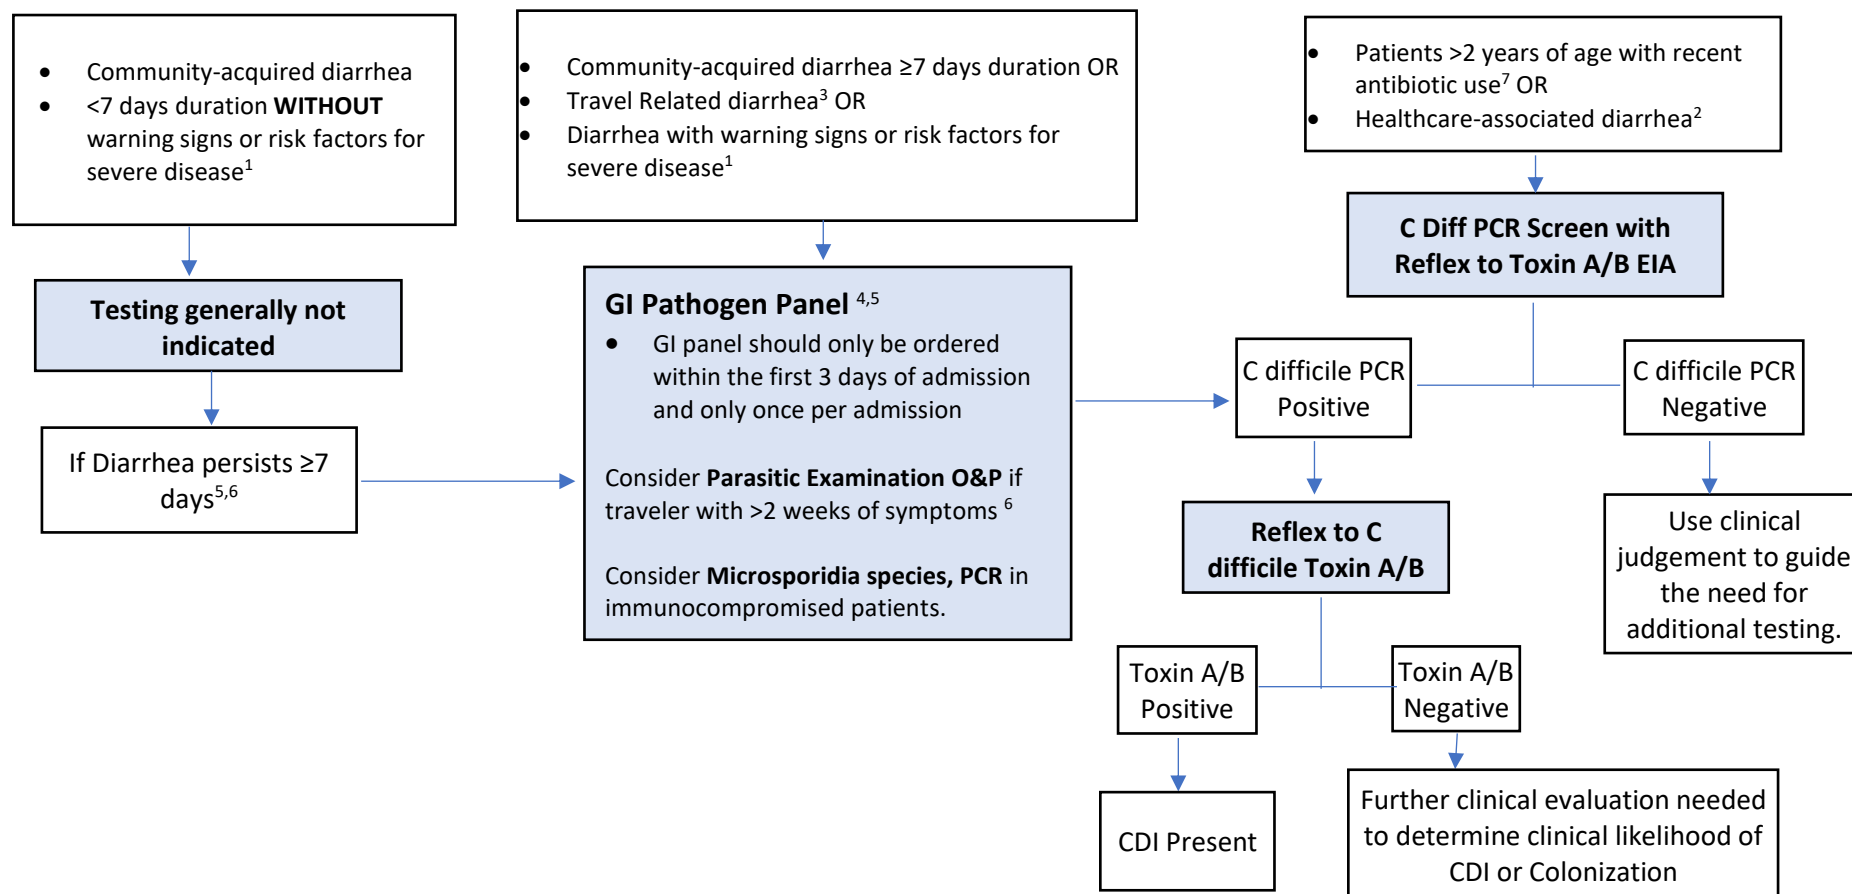 • Community-acquired diarrhea
• <7 days duration WITHOUT
warning signs or risk factors for
severe disease1
Testing generally not
indicated
If Diarrhea persists ≥7
days5,6
• Community-acquired diarrhea ≥7 days duration OR
• Travel Related diarrhea3 OR
• Diarrhea with warning signs or risk factors for
severe disease1
GI Pathogen Panel 4,5
• GI panel should only be ordered
within the first 3 days of admission
and only once per admission
Consider Parasitic Examination O&P if
traveler with >2 weeks of symptoms 6
Consider Microsporidia species, PCR in
immunocompromised patients.
• Patients >2 years of age with recent
antibiotic use7 OR
• Healthcare-associated diarrhea2
C Diff PCR Screen with
Reflex to Toxin A/B EIA
C difficile PCR
Positive
C difficile PCR
Negative
Reflex to C
difficile Toxin A/B
Use clinical
judgement to guide
the need for
additional testing.
Toxin A/B
Positive
Toxin A/B
Negative
CDI Present
Further clinical evaluation needed
to determine clinical likelihood of
CDI or Colonization